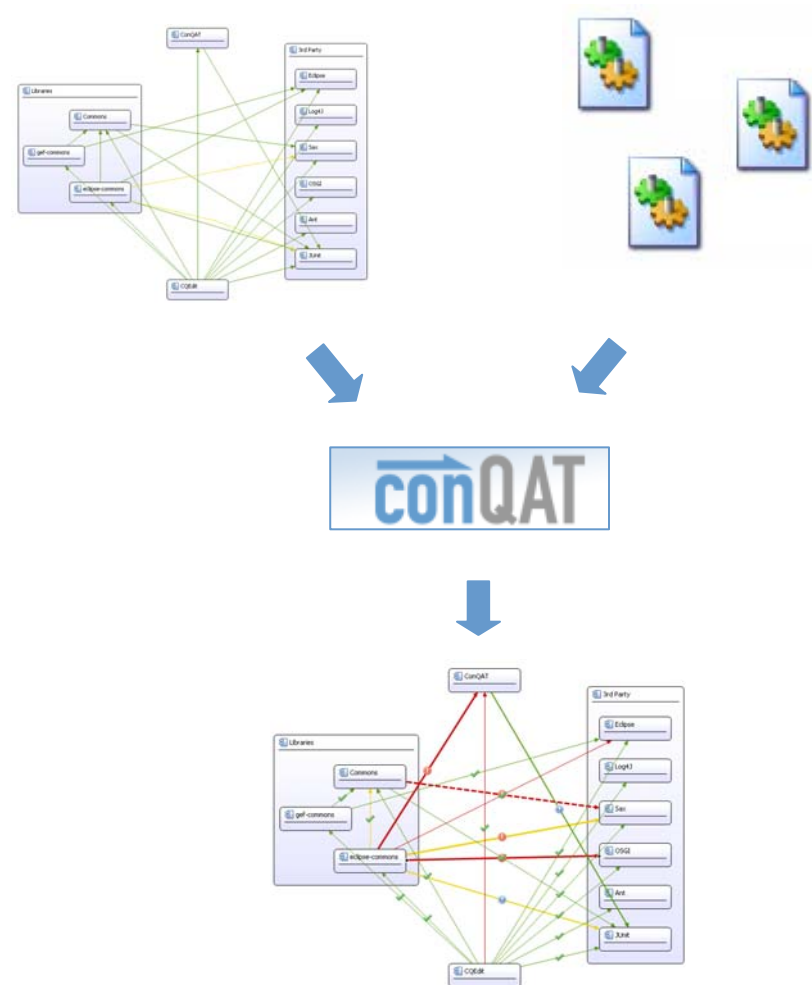 ConQAT
3rd Party
Eclipse
Libraries
Commons
Log4J
gef-commons
Sax
eclipse-commons
OSGI
Ant
JUnit
CQEdit
conQAT
ConQAT
3rd Party
Eclipse
Libraries
Commons
Log4J
gef-commons
Sax
eclipse-commons
OSGI
Ant
JUnit
CQEdit